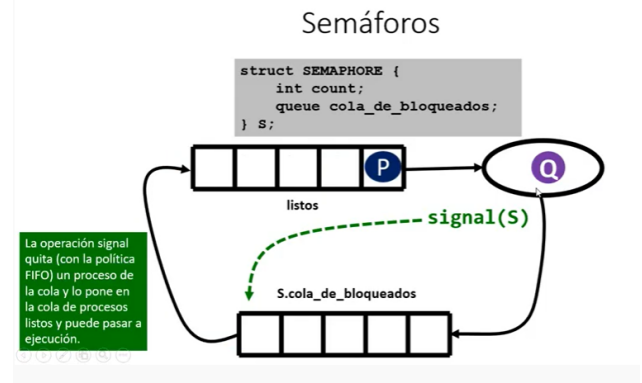 Semáforos
struct SEMAPHORE {
int count;
queue cola_de_bloqueados;
} S;
P
Q
listos
signal(S)
La operación signal
quita (con la política
FIFO) un proceso de
la cola y lo pone en
la cola de procesos
listos y puede pasar a
ejecución.
S.cola_de_bloqueados